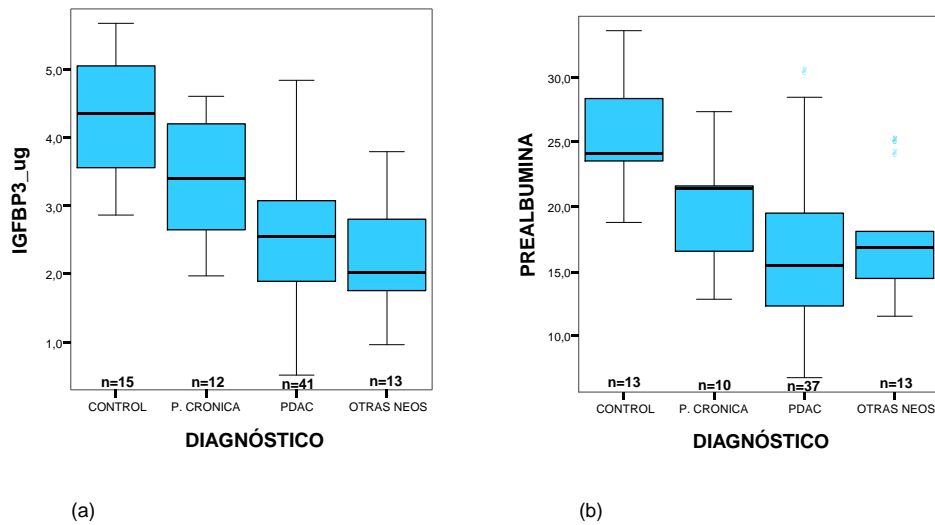 IGFBP3_ug
5,0
4,0
3,0
2,0
1,0
n=15 n=12 n=41 n=13
CONTROL P. CRONICA PDAC OTRAS NEOS
DIAGNÓSTICO
(a)
PREALBUMINA
30,0
25,0
20,0
15,0
10,0
n=13 n=10 n=37 n=13
CONTROL P. CRONICA PDAC OTRAS NEOS
DIAGNÓSTICO
(b)